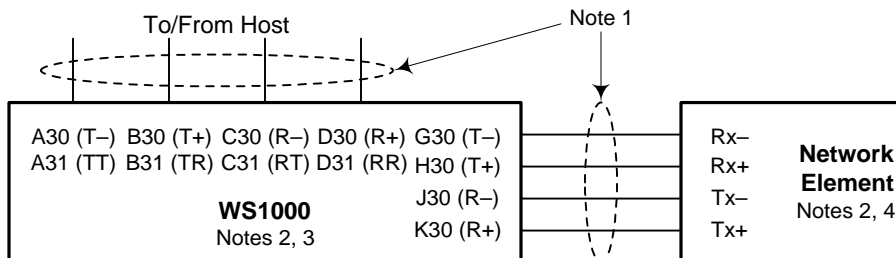 To/From Host
Note 1
A30 (T–) B30 (T+) C30 (R–) D30 (R+) G30 (T–)
A31 (TT) B31 (TR) C31 (RT) D31 (RR) H30 (T+)
J30 (R–)
K30 (R+)
WS1000
Notes 2, 3
Rx–
Rx+
Tx–
Tx+
Network
Element
Notes 2, 4